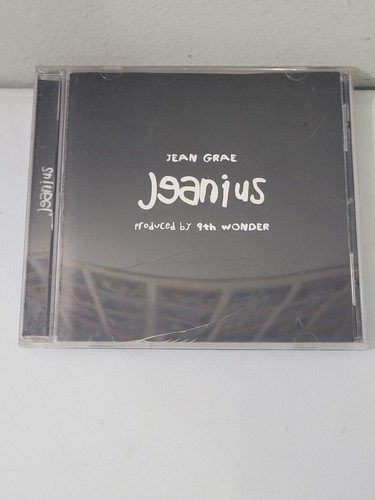 JEAN GRAE
Jeanius
produced by 9th WONDER
Jeanius